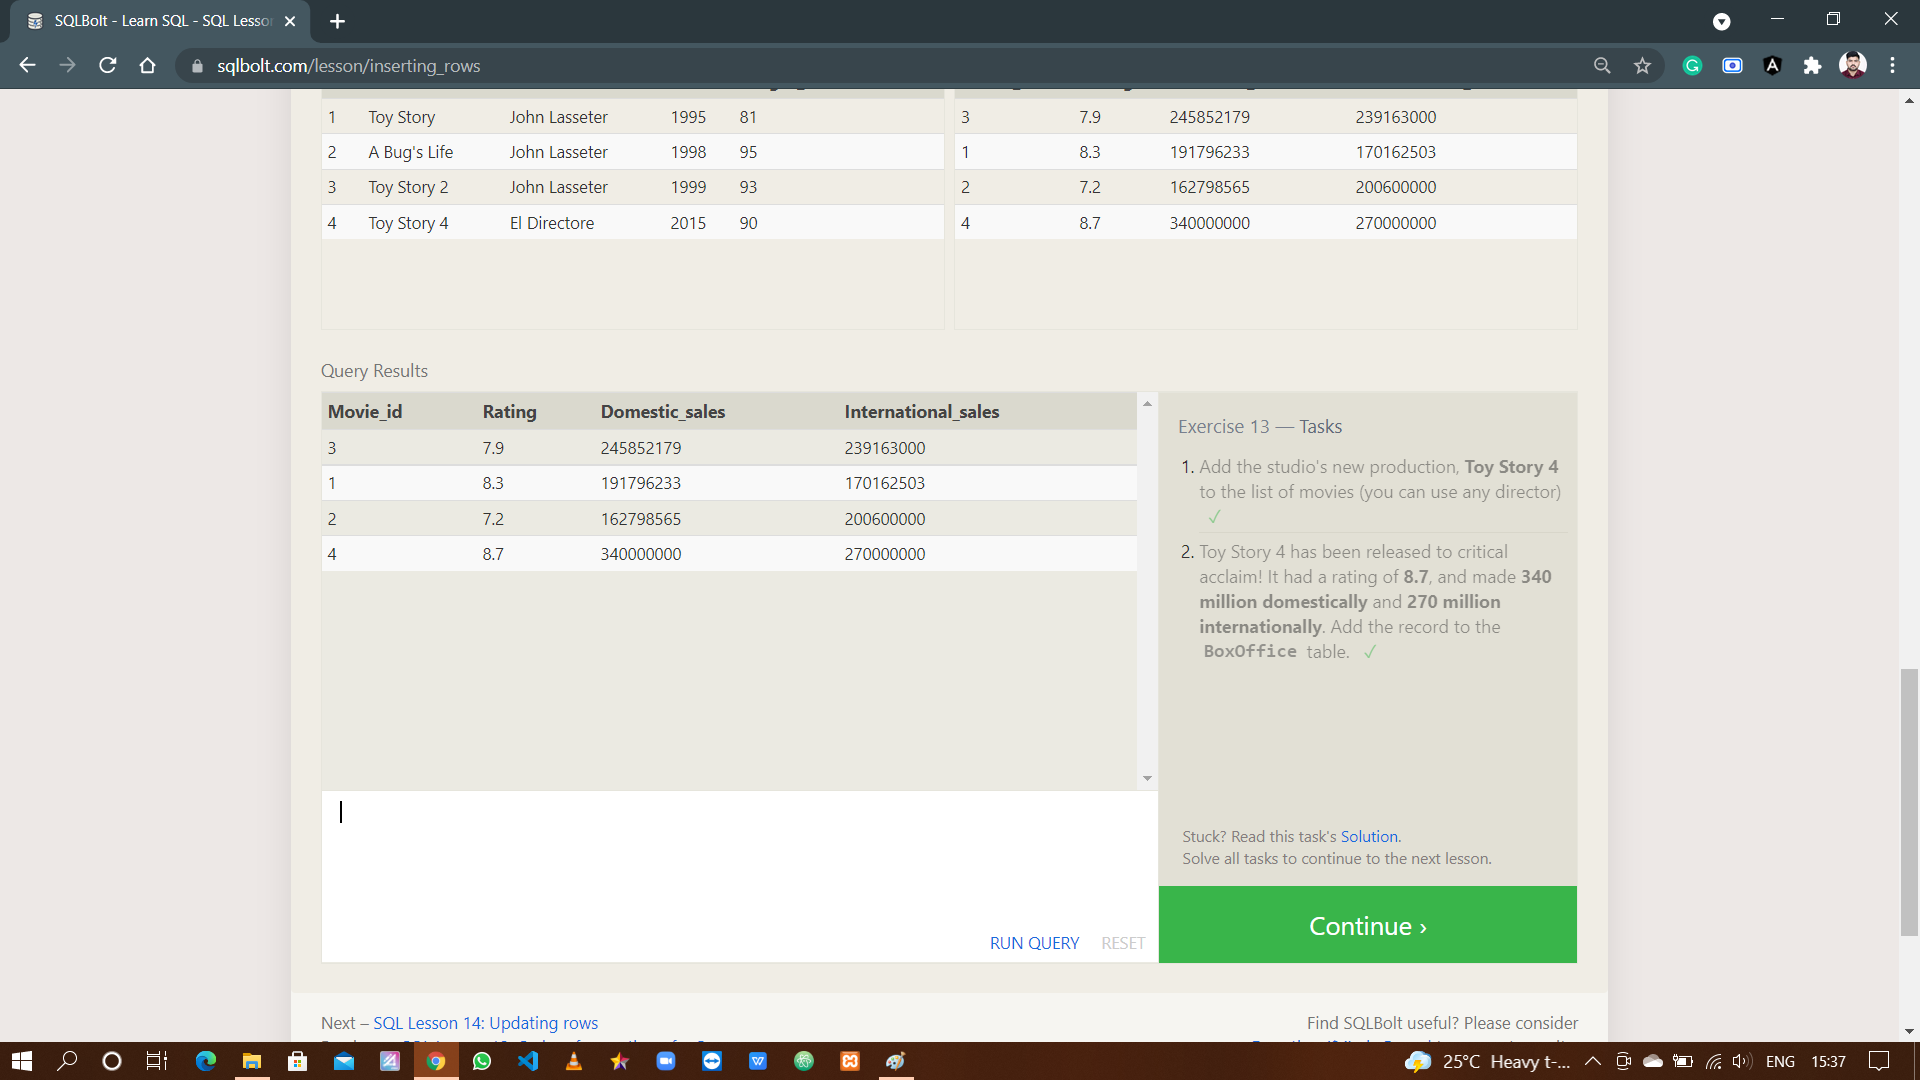 SQLBolt - Learn SQL - SQL Lesson
sqlbolt.com/lesson/inserting_rows
1 Toy Story John Lasseter 1995 81
2 A Bug's Life John Lasseter 1998 95
3 Toy Story 2 John Lasseter 1999 93
4 Toy Story 4 El Directore 2015 90
3 7.9 245852179 239163000
1 8.3 191796233 170162503
2 7.2 162798565 200600000
4 8.7 340000000 270000000
Query Results
Movie_id Rating Domestic_sales International_sales
3 7.9 245852179 239163000
1 8.3 191796233 170162503
2 7.2 162798565 200600000
4 8.7 340000000 270000000
Exercise 13 — Tasks
1. Add the studio's new production, Toy Story 4
to the list of movies (you can use any director)
✓
2. Toy Story 4 has been released to critical
acclaim! It had a rating of 8.7, and made 340
million domestically and 270 million
internationally. Add the record to the
BoxOffice table. ✓
Stuck? Read this task's Solution.
Solve all tasks to continue to the next lesson.
RUN QUERY RESET
Continue ›
Next – SQL Lesson 14: Updating rows
Find SQLBolt useful? Please consider
25°C Heavy t-... ENG 15:37